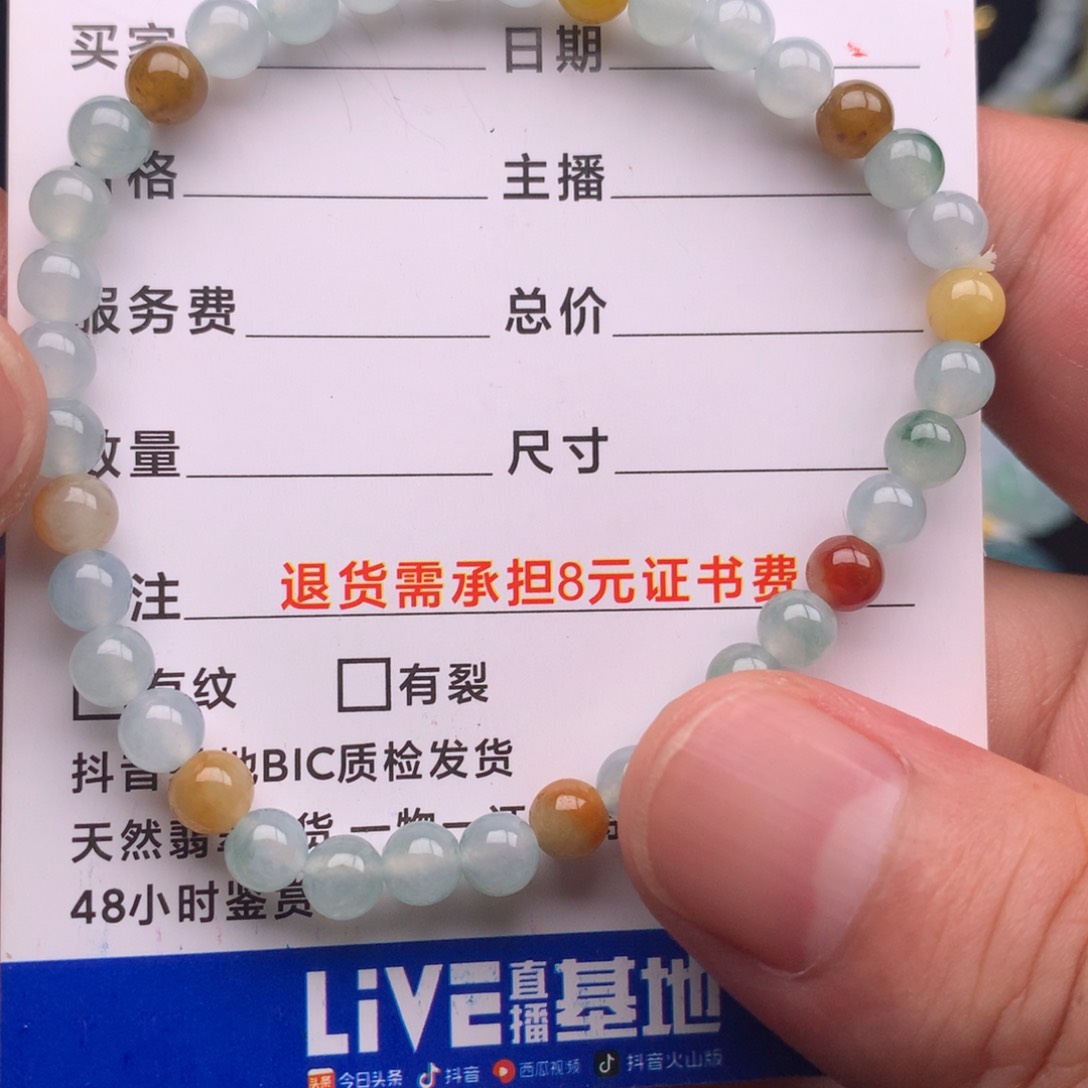 买家 日期
格 主播
服务费 总价
数量 尺寸
注 退货需承担8元证书费
有纹 有裂
抖音 地BIC质检发货
天然翡 货 一物一证
48小时鉴赏
LiVE直播基地
头条 今日头条 抖音 西瓜视频 抖音火山版